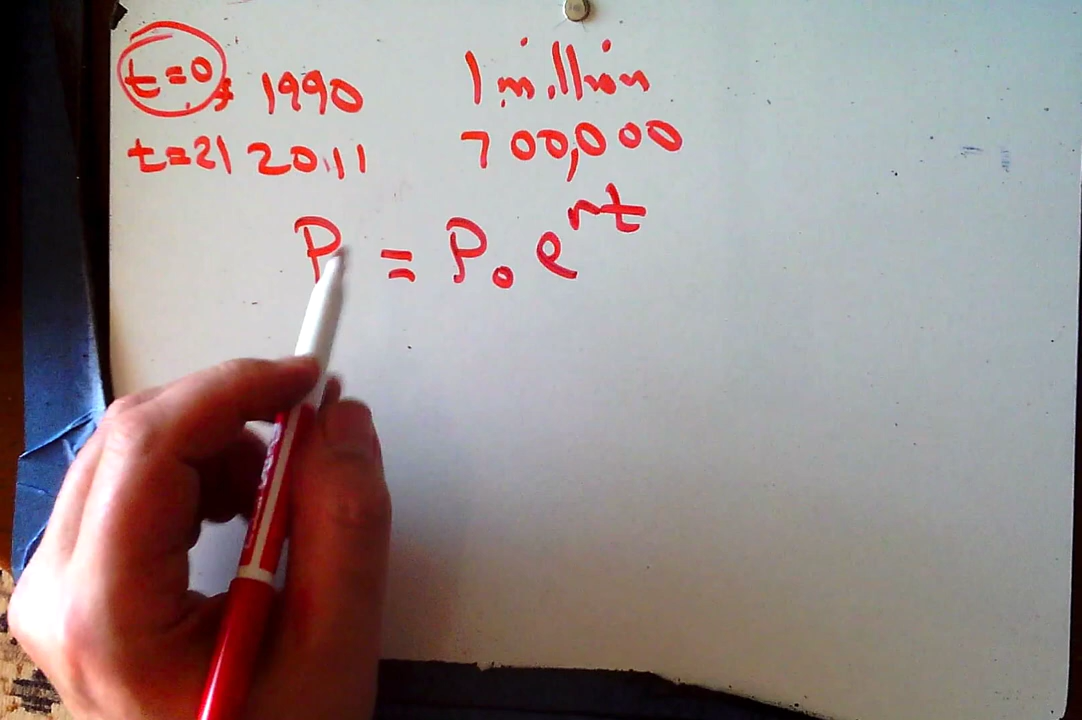 t=0: 1990 1 million
t=21 2011 700,000
P = P₀ e^rt